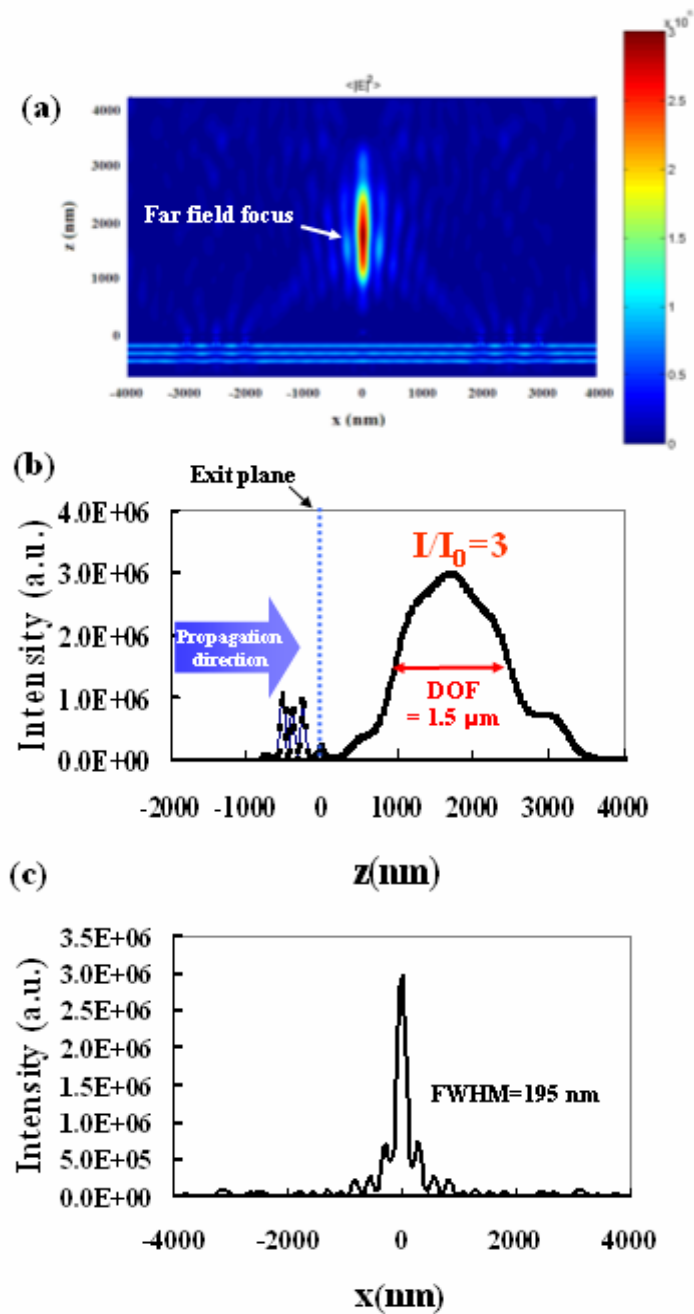 x 10⁶
3
<|E|²>
(a)
4000
3000
2000
1000
0
z (nm)
Far field focus
2.5
2
1.5
1
0.5
0
-4000 -3000 -2000 -1000 0 1000 2000 3000 4000
x (nm)
(b)
Exit plane
4.0E+06
3.0E+06
2.0E+06
1.0E+06
0.0E+00
Intensity (a.u.)
I/I₀=3
Propagation
direction
DOF
= 1.5 μm
-2000 -1000 0 1000 2000 3000 4000
z(nm)
(c)
3.5E+06
3.0E+06
2.5E+06
2.0E+06
1.5E+06
1.0E+06
5.0E+05
0.0E+00
Intensity (a.u.)
FWHM=195 nm
-4000 -2000 0 2000 4000
x(nm)